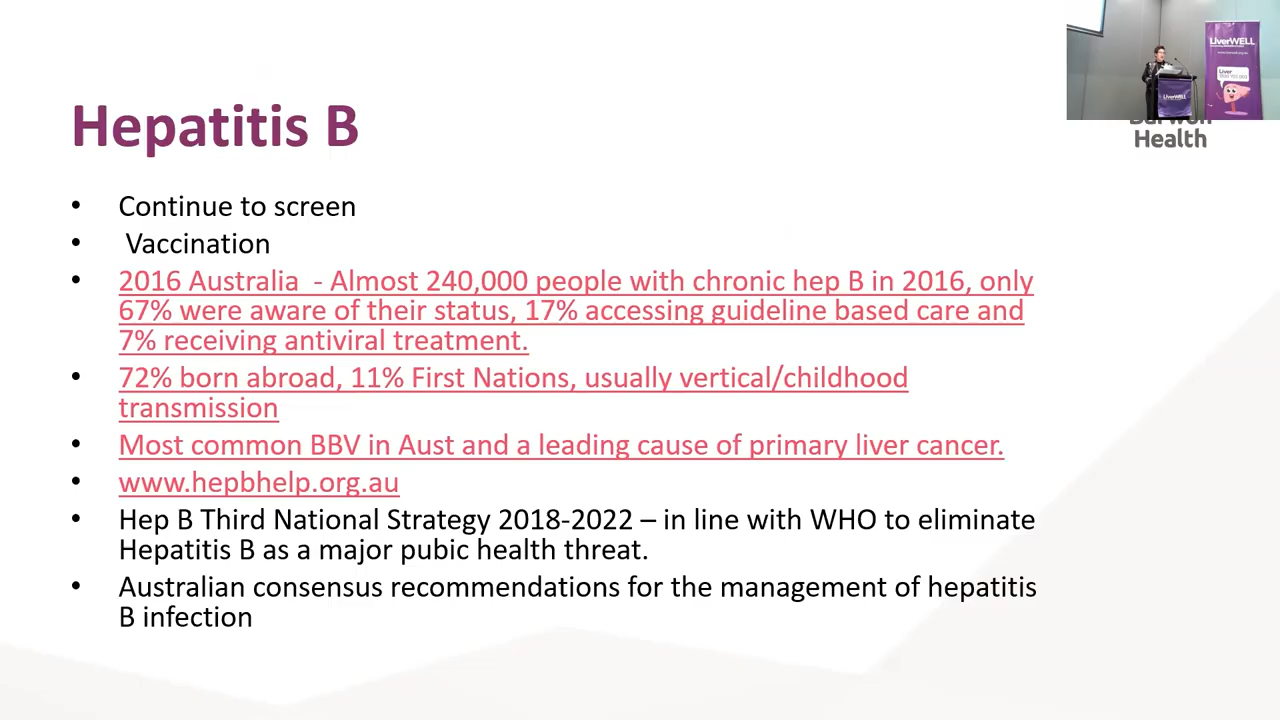 Hepatitis B
• Continue to screen
• Vaccination
• 2016 Australia - Almost 240,000 people with chronic hep B in 2016, only
67% were aware of their status, 17% accessing guideline based care and
7% receiving antiviral treatment.
• 72% born abroad, 11% First Nations, usually vertical/childhood
transmission
• Most common BBV in Aust and a leading cause of primary liver cancer.
• www.hepbhelp.org.au
• Hep B Third National Strategy 2018-2022 – in line with WHO to eliminate
Hepatitis B as a major pubic health threat.
• Australian consensus recommendations for the management of hepatitis
B infection
LiverWELL
Liver
LiverWELL
Barwon
Health